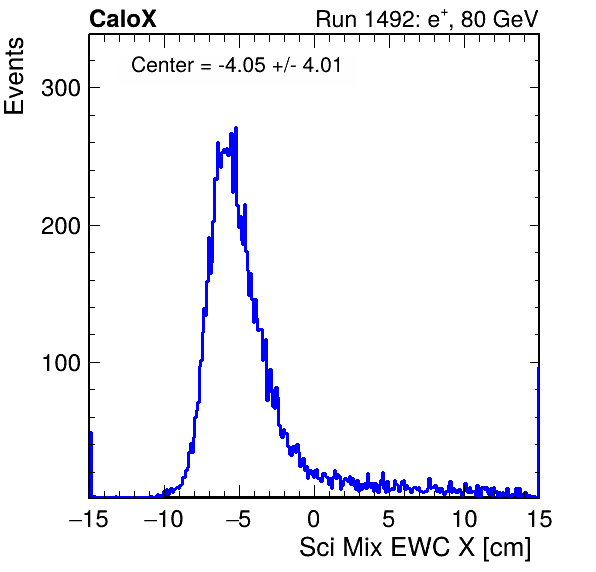 CaloX
Run 1492: e+, 80 GeV
Center = -4.05 +/- 4.01
Events
300
200
100
−15 −10 −5 0 5 10 15
Sci Mix EWC X [cm]